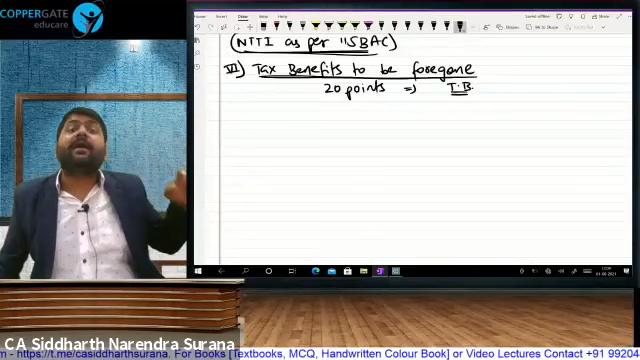 COPPERGATE
educare
(NTTI as per 115BAC)
VI) Tax Benefits to be foregone
20 points => T.B.
CA Siddharth Narendra Surana
m - https://t.me/casiddharthsurana. For Books [Textbooks, MCQ, Handwritten Colour Book] or Video Lectures Contact +91 99204